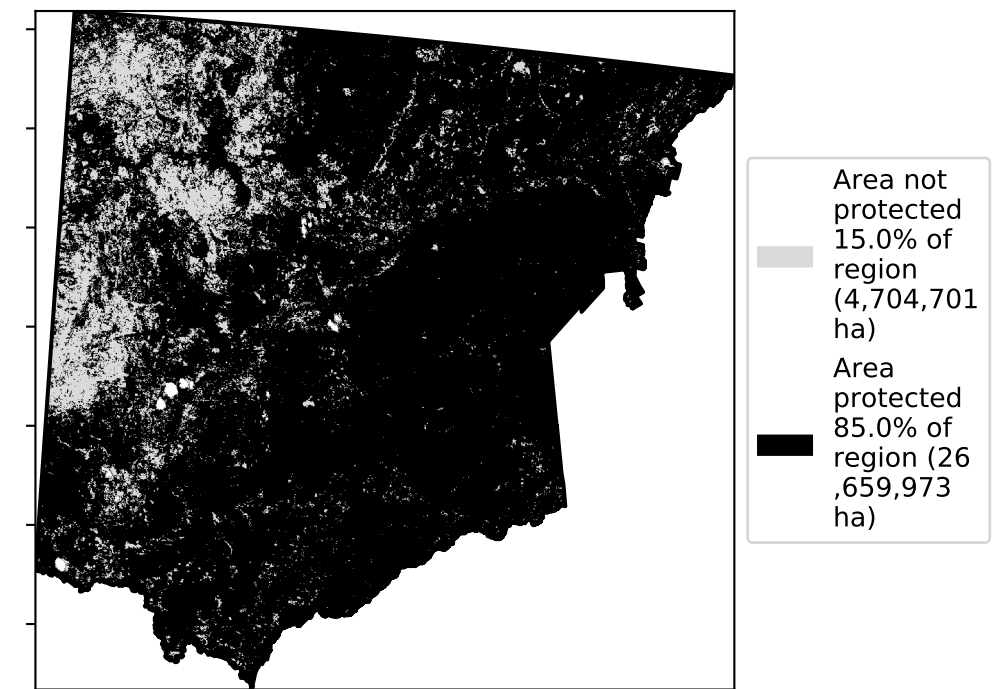 Area not
protected
15.0% of
region
(4,704,701
ha)
Area
protected
85.0% of
region (26
,659,973
ha)